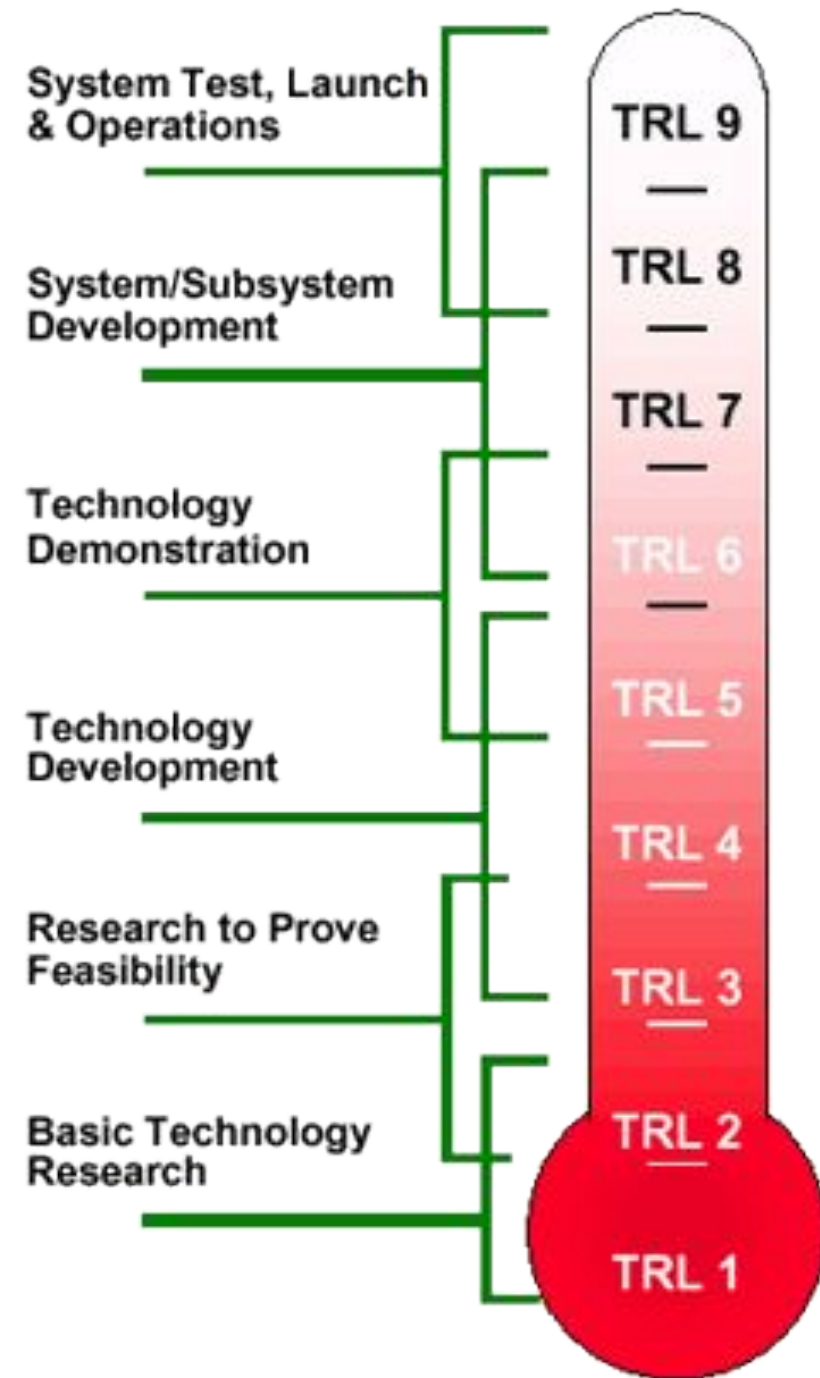 System Test, Launch
& Operations
System/Subsystem
Development
Technology
Demonstration
Technology
Development
Research to Prove
Feasibility
Basic Technology
Research
TRL 9
TRL 8
TRL 7
TRL 6
TRL 5
TRL 4
TRL 3
TRL 2
TRL 1